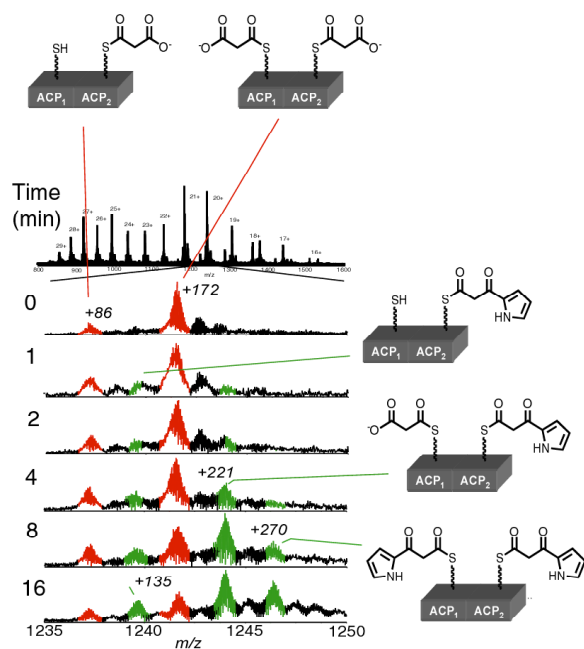 O O
SH S O-
ACP1 ACP2
O O O O
-O S S O-
ACP1 ACP2
Time
(min)
29+ 28+ 27+ 26+ 25+ 24+ 23+ 22+ 21+ 20+ 19+ 18+ 17+ 16+
800 900 1000 1100 1200 1300 1400 1500 1600
m/z
0
+86
+172
1
2
4
+221
8
+270
16
+135
1235 1240 1245 1250
m/z
O O
SH S HN
ACP1 ACP2
O O O O
-O S S HN
ACP1 ACP2
O O O O
NH S S HN
ACP1 ACP2